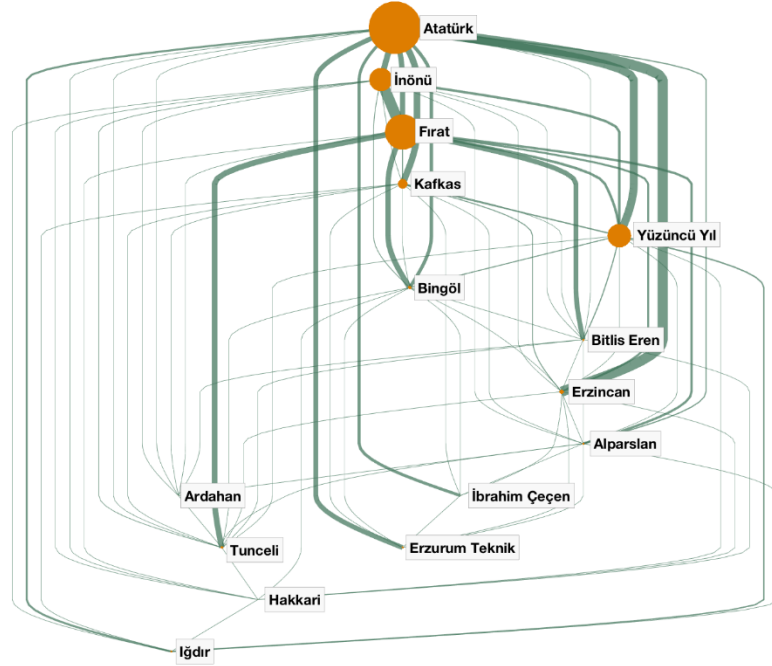 Atatürk
İnönü
Fırat
Kafkas
Yüzüncü Yıl
Bingöl
Bitlis Eren
Erzincan
Alparslan
Ardahan
İbrahim Çeçen
Tunceli
Erzurum Teknik
Hakkari
Iğdır